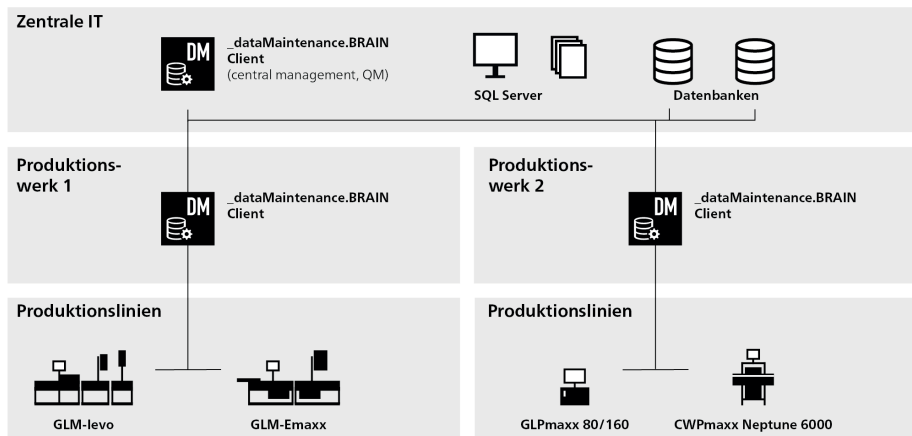 Zentrale IT
DM
_dataMaintenance.BRAIN
Client
(central management, QM)
SQL Server
Datenbanken
Produktions-
werk 1
DM
_dataMaintenance.BRAIN
Client
Produktions-
werk 2
DM
_dataMaintenance.BRAIN
Client
Produktionslinien
GLM-Ievo
GLM-Emaxx
Produktionslinien
GLPmaxx 80/160
CWPmaxx Neptune 6000